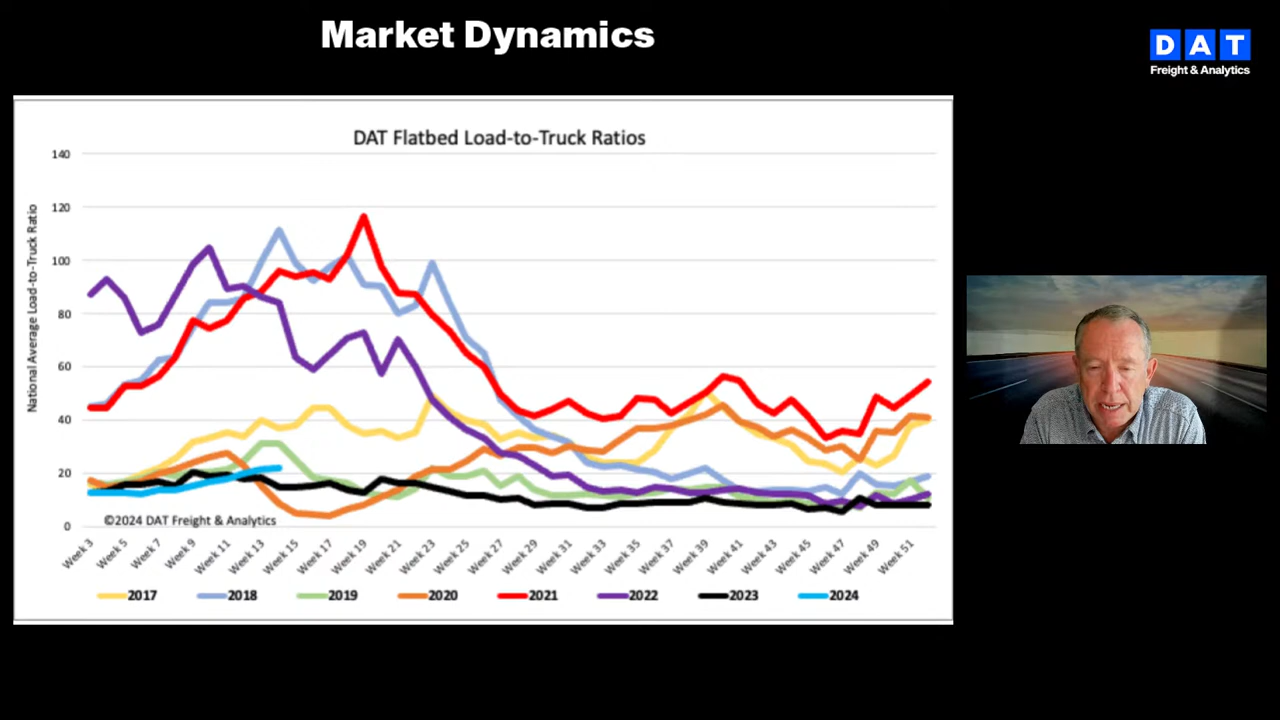 Market Dynamics
DAT
Freight & Analytics
DAT Flatbed Load-to-Truck Ratios
National Average Load-to-Truck Ratio
140
120
100
80
60
40
20
0
©2024 DAT Freight & Analytics
Week 3
Week 5
Week 7
Week 9
Week 11
Week 13
Week 15
Week 17
Week 19
Week 21
Week 23
Week 25
Week 27
Week 29
Week 31
Week 33
Week 35
Week 37
Week 39
Week 41
Week 43
Week 45
Week 47
Week 49
Week 51
2017 2018 2019 2020 2021 2022 2023 2024